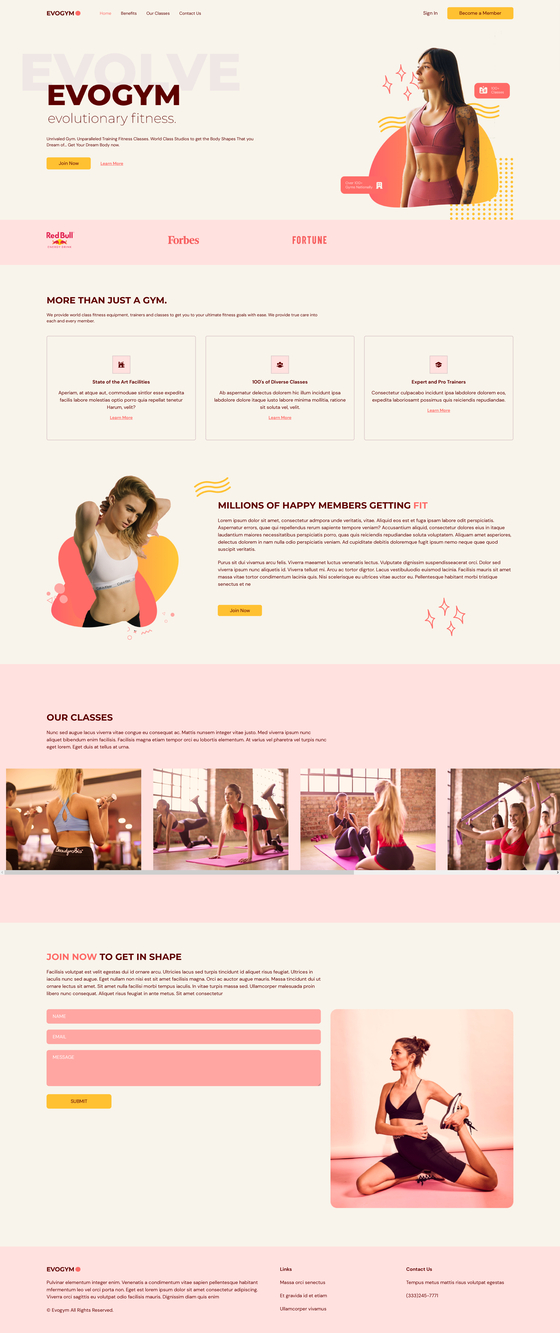 EVOGYM
Home Benefits Our Classes Contact Us
Sign In
Become a Member
EVOLVE
EVOGYM
evolutionary fitness.
Unrivaled Gym. Unparalleled Training Fitness Classes. World Class Studios to get the Body Shapes That you
Dream of.. Get Your Dream Body now.
Join Now
Learn More
Red Bull
Forbes
FORTUNE
MORE THAN JUST A GYM.
We provide world class fitness equipment, trainers and classes to get you to your ultimate fitness goals with ease. We provide true care into
each and every member.
State of the Art Facilities
Aperiam, at atque aut, commodiaae sintlor esse expedita
facilis labore molestias optio porro quia repellat tenetur
Harum, velit?
Learn More
100's of Diverse Classes
Ab aspernatur delectus dolorem hic illum incidunt ipsa
labdolore dolore itaque iusto labore minima mollitia, ratione
sit soluta vel, velit.
Learn More
Expert and Pro Trainers
Consectetur culpacabo incidunt ipsa labdolore dolorem eos,
expedita laboriosamt possimus quis reiciendis repudiandae.
Learn More
MILLIONS OF HAPPY MEMBERS GETTING FIT
Lorem ipsum dolor sit amet, consectetur admpora unde veritatis, vitae. Aliquid eos est et fuga ipsam labore odit perspiciatis.
Aspernatur errors, quae qui repellendus rerum sapiente tempore veniam? Accusantium aliquid, consectetur dolores eius in itaque
laudantium maiores necessitatibus perspiciatis porro, quas quis reiciendis repudiandae soluta voluptatem. Aliquam amet asperiores,
delectus dolorem in nam nulla odio perspiciatis veniam. Ad cupiditate debitis doloremque fugit ipsum nemo neque quae quod
suscipit veritatis.
Purus sit dui vivamus arcu felis. Viverra maasemet luctus venenatis lectus. Vulputate dignissim suspendisseacerat orci. Dolor sed
viverra ipsum nunc aliquetis id. Viverra tellust mi. Arcu ac tortor digntor. Lacus vestibuluodio euismod lacinia. Facilisis mauris sit amet
massa vitae tortor condimentum lacinia quis. Nisi scelerisque eu ultrices vitae auctor eu. Pellentesque habitant morbi tristique
senectus et ne
Join Now
OUR CLASSES
Nunc sed augue lacus viverra vitae congue eu consequat ac. Mattis nunsem integer vitae justo. Med viverra ipsum nunc
aliquet bibendum enim facilisis. Facilisis magna etiam tempor orci eu lobortis elementum. At varius vel pharetra vel turpis nunc
eget lorem. Eget duis at tellus at urna.
JOIN NOW TO GET IN SHAPE
Facilisis volutpat est velit egestas dui id ornare arcu. Ultricies lacus sed turpis tincidunt id aliquet risus feugiat. Ultrices in
iaculis nunc sed augue. Eget nullam non nisi est sit amet facilisis magna. Orci ac auctor augue mauris. Massa tincidunt dui ut
ornare lectus sit amet. Sit amet nulla facilisi morbi tempus iaculis. In vitae turpis massa sed. Ullamcorper malesuada proin
libero nunc consequat. Aliquet risus feugiat in ante metus. Sit amet consectetur
NAME
EMAIL
MESSAGE
SUBMIT
EVOGYM
Pulvinar elementum integer enim. Venenatis a condimentum vitae sapien pellentesque habitant
mfermentum leo vel orci porta non. Eget est lorem ipsum dolor sit amet consectetur adipiscing.
Viverra orci sagittis eu volutpat odio facilisis mauris. Dignissim diam quis enim
© Evogym All Rights Reserved.
Links
Massa orci senectus
Et gravida id et etiam
Ullamcorper vivamus
Contact Us
Tempus metus mattis risus volutpat egestas
(333)245-7771